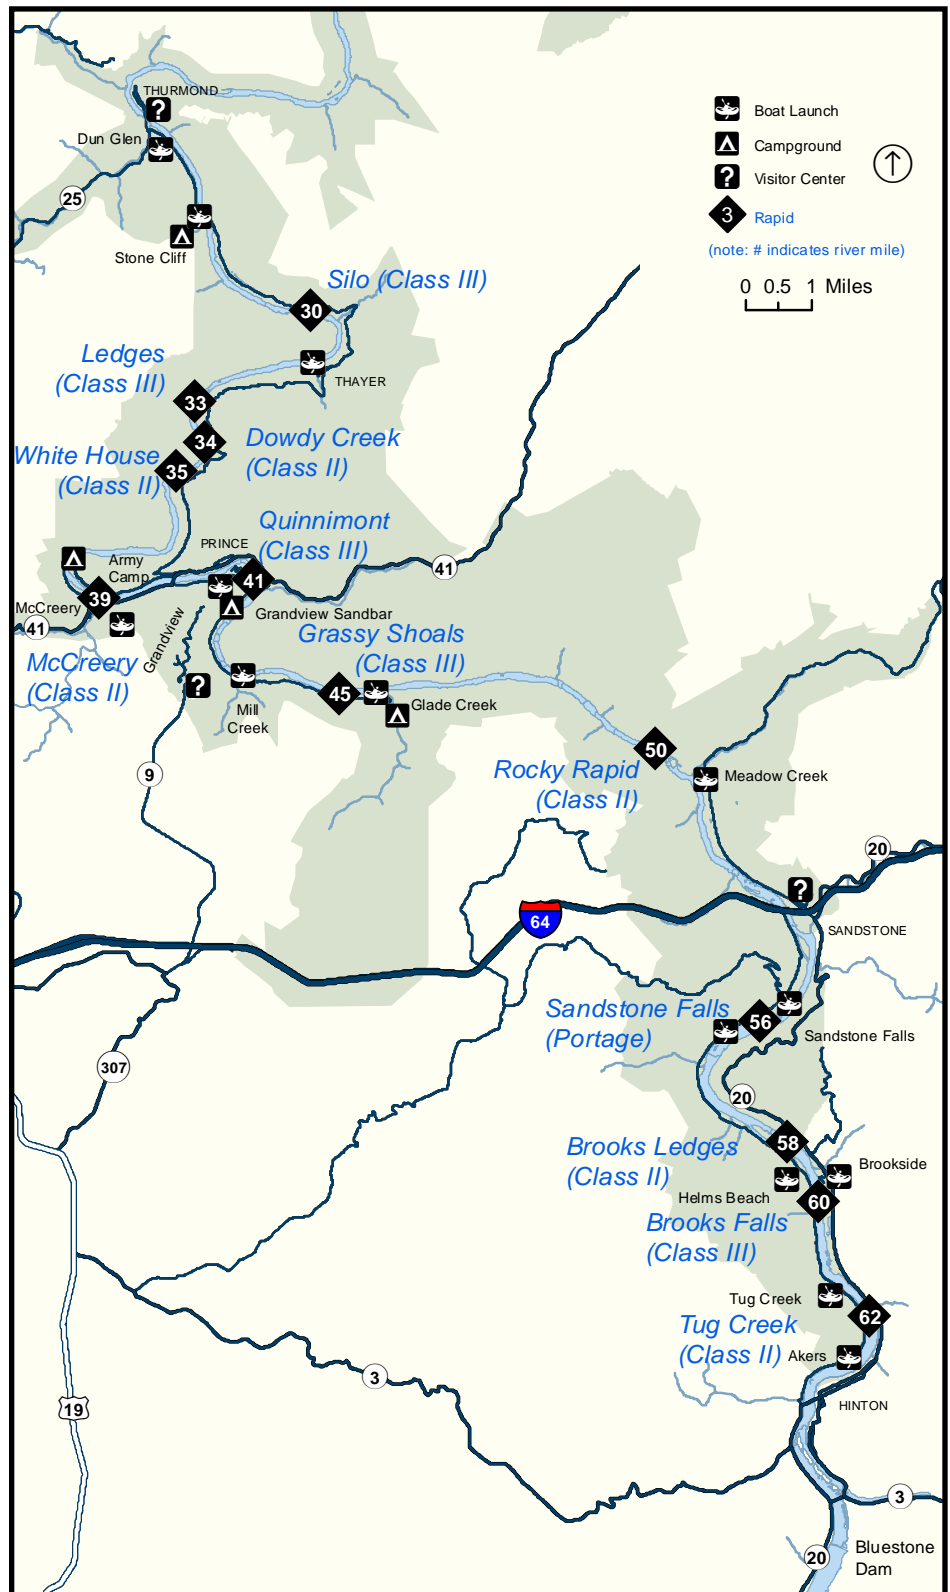 THURMOND
?
Dun Glen
25
Stone Cliff
Boat Launch
Campground
? Visitor Center
3 Rapid
(note: # indicates river mile)
0 0.5 1 Miles
Silo (Class III)
30
Ledges
(Class III)
THAYER
33
34
Dowdy Creek
(Class II)
White House
(Class II)
35
Quinnimont
(Class III)
PRINCE
41
41
Army
Camp
39
McCreery
41
Grandview Sandbar
Grandview
McCreery
(Class II)
Grassy Shoals
(Class III)
?
45
Glade Creek
Mill
Creek
9
50
Rocky Rapid
(Class II)
Meadow Creek
20
?
64
SANDSTONE
Sandstone Falls
(Portage)
56
Sandstone Falls
307
20
58
Brooks Ledges
(Class II)
Brookside
Helms Beach
60
Brooks Falls
(Class III)
Tug Creek
62
Tug Creek
(Class II)
Akers
3
HINTON
19
3
20
Bluestone
Dam